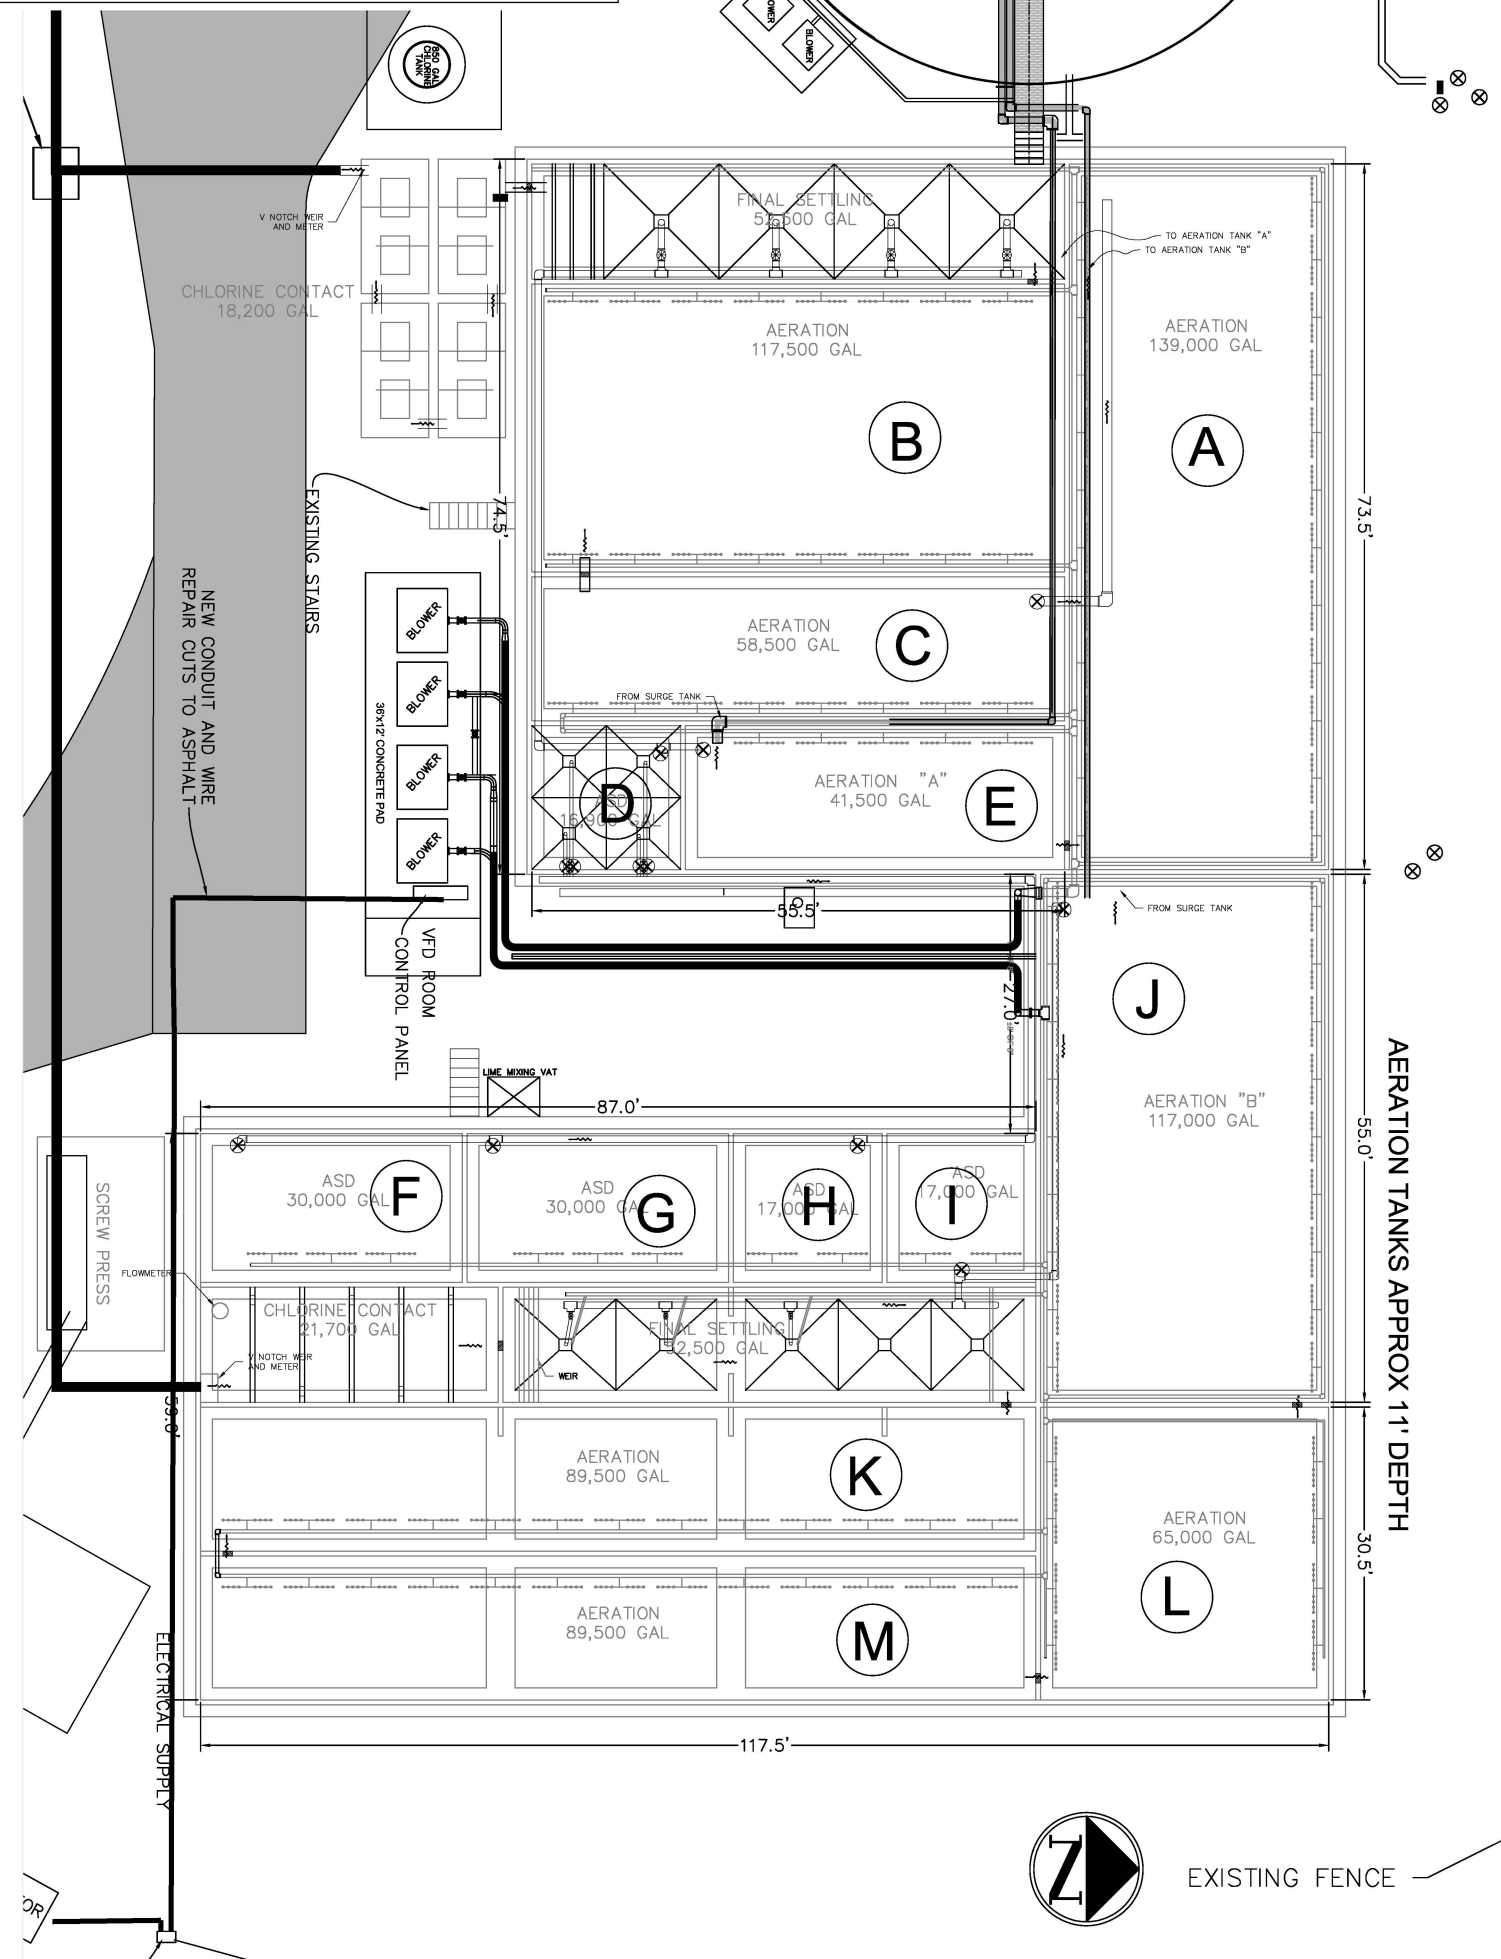 850 GAL
CHLORINE
TANK
BLOWER
BLOWER
V NOTCH WEIR
AND METER
FINAL SETTLING
52,500 GAL
TO AERATION TANK "A"
TO AERATION TANK "B"
CHLORINE CONTACT
18,200 GAL
AERATION
117,500 GAL
AERATION
139,000 GAL
B
A
74.5'
73.5'
EXISTING STAIRS
NEW CONDUIT AND WIRE
REPAIR CUTS TO ASPHALT
BLOWER
BLOWER
BLOWER
BLOWER
36'x12' CONCRETE PAD
AERATION
58,500 GAL
C
FROM SURGE TANK
ASD
16,900 GAL
D
AERATION "A"
41,500 GAL
E
55.5'
FROM SURGE TANK
VFD ROOM
CONTROL PANEL
27.0'
J
AERATION "B"
117,000 GAL
55.0'
AERATION TANKS APPROX 11' DEPTH
LIME MIXING VAT
87.0'
SCREW PRESS
ASD
30,000 GAL
F
ASD
30,000 GAL
G
ASD
17,000 GAL
H
ASD
17,000 GAL
I
FLOWMETER
CHLORINE CONTACT
21,700 GAL
FINAL SETTLING
52,500 GAL
V NOTCH WEIR
AND METER
WEIR
59.0'
AERATION
89,500 GAL
K
AERATION
65,000 GAL
L
30.5'
AERATION
89,500 GAL
M
ELECTRICAL SUPPLY
117.5'
N
EXISTING FENCE
OR